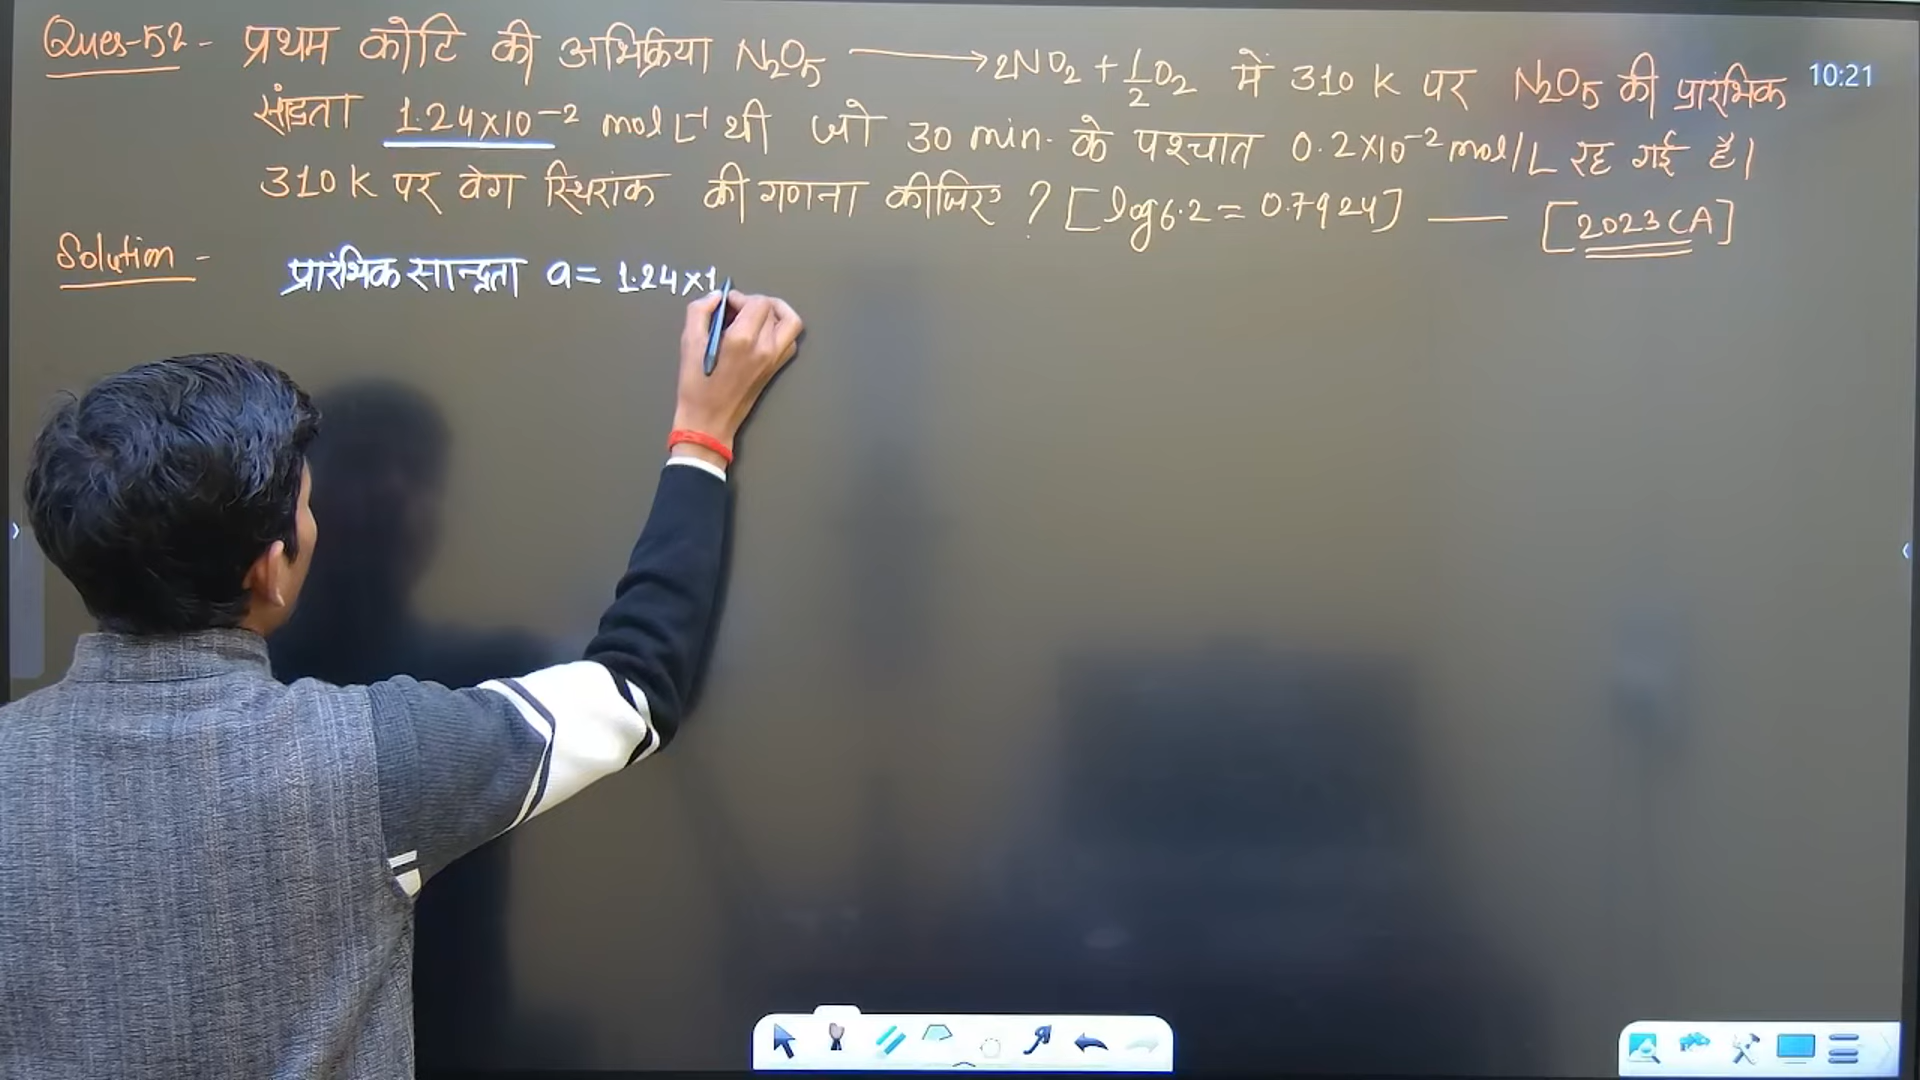 Ques-52 - प्रथम कोटि की अभिक्रिया N₂O₅ ⟶ 2NO₂ + 1/2 O₂ में 310 K पर N₂O₅ की प्रारंभिक
सांद्रता 1.24×10⁻² mol L⁻¹ थी जो 30 min. के पश्चात 0.2×10⁻² mol/L रह गई है।
310 K पर वेग स्थिरांक की गणना कीजिए ? [log 6.2 = 0.7924] — [2023(A]
Solution - प्रारंभिक सान्द्रता a = 1.24×1
10:21